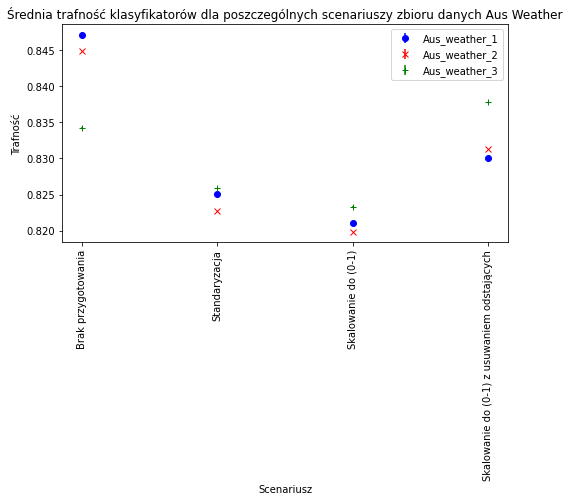 Średnia trafność klasyfikatorów dla poszczególnych scenariuszy zbioru danych Aus Weather
Aus_weather_1
Aus_weather_2
Aus_weather_3
Trafność
0.845
0.840
0.835
0.830
0.825
0.820
Brak przygotowania
Standaryzacja
Skalowanie do (0-1)
Skalowanie do (0-1) z usuwaniem odstających
Scenariusz